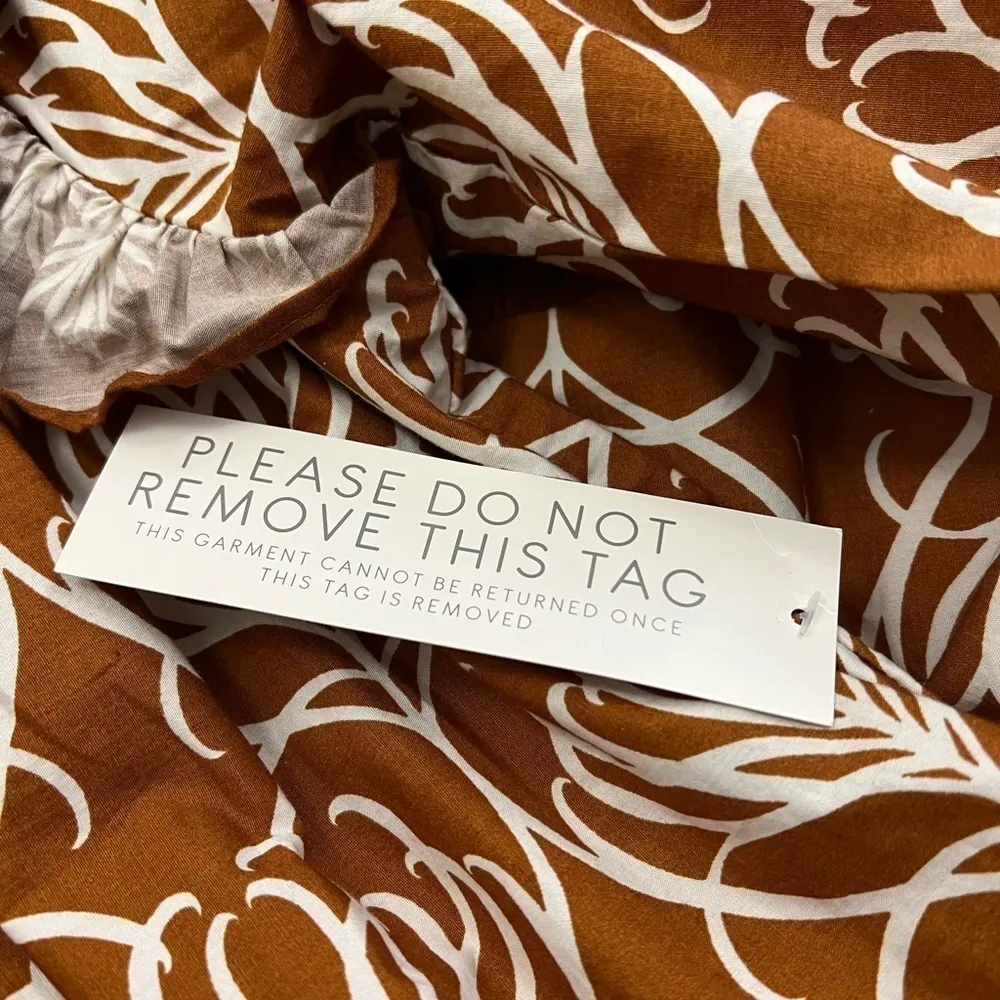 PLEASE DO NOT
REMOVE THIS TAG
THIS GARMENT CANNOT BE RETURNED ONCE
THIS TAG IS REMOVED